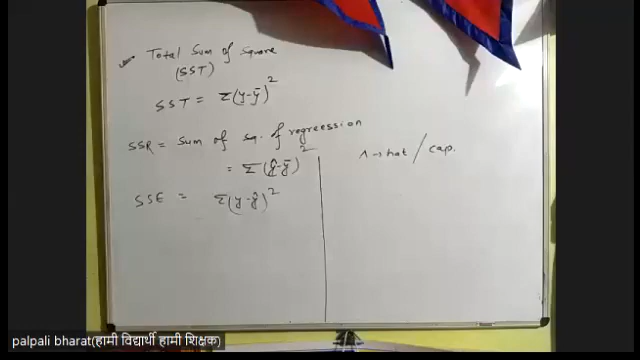 Total Sum of Square
(SST)
SST = Σ(y-ȳ)²
SSR = Sum of sq. of regreession
= Σ(ŷ-ȳ)²
SSE = Σ(y-ŷ)²
∧ → hat / cap.
palpali bharat(हामी विद्यार्थी हामी शिक्षक)